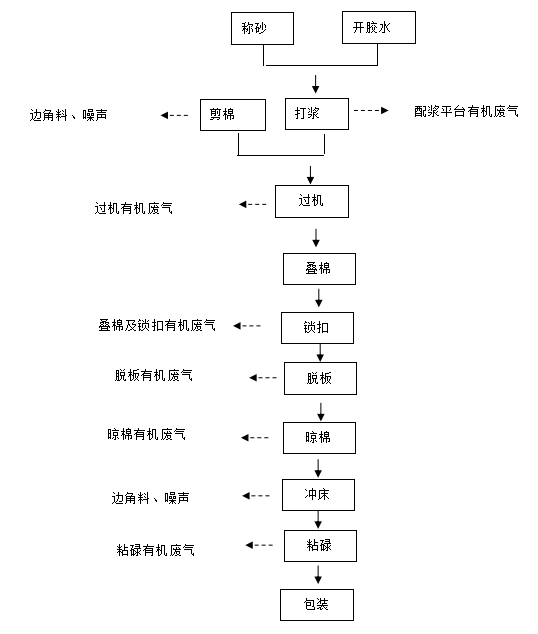 称砂
开胶水
边角料、噪声
剪棉
打浆
配浆平台有机废气
过机有机废气
过机
叠棉
叠棉及锁扣有机废气
锁扣
脱板有机废气
脱板
晾棉有机废气
晾棉
边角料、噪声
冲床
粘碌有机废气
粘碌
包装